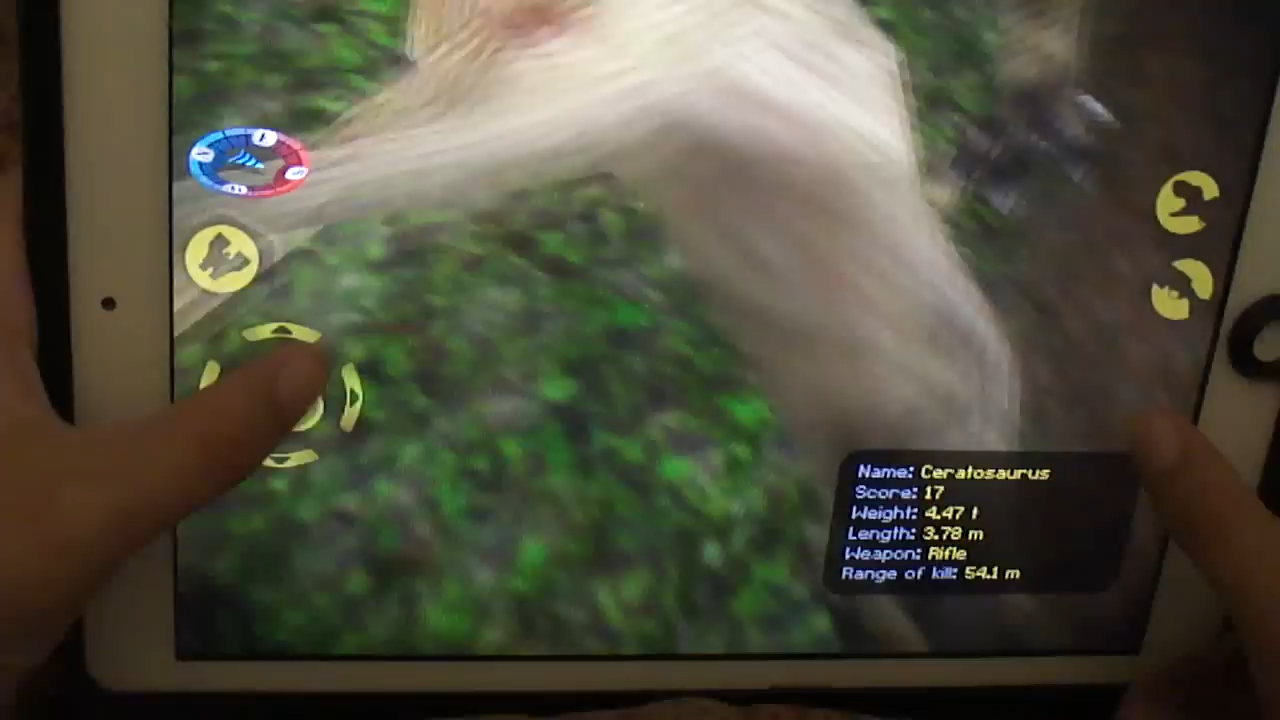 Name: Ceratosaurus
Score: 17
Weight: 4.47 t
Length: 3.78 m
Weapon: Rifle
Range of kill: 54.1 m